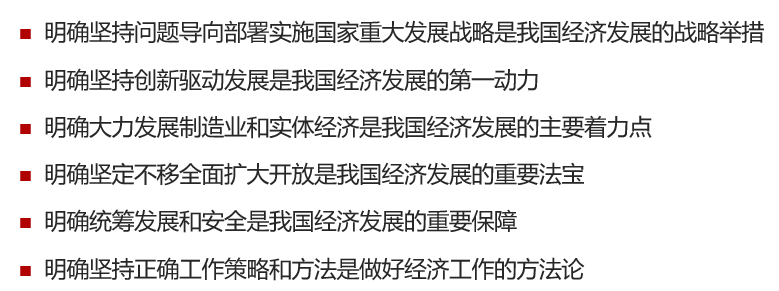 明确坚持问题导向部署实施国家重大发展战略是我国经济发展的战略举措
明确坚持创新驱动发展是我国经济发展的第一动力
明确大力发展制造业和实体经济是我国经济发展的主要着力点
明确坚定不移全面扩大开放是我国经济发展的重要法宝
明确统筹发展和安全是我国经济发展的重要保障
明确坚持正确工作策略和方法是做好经济工作的方法论